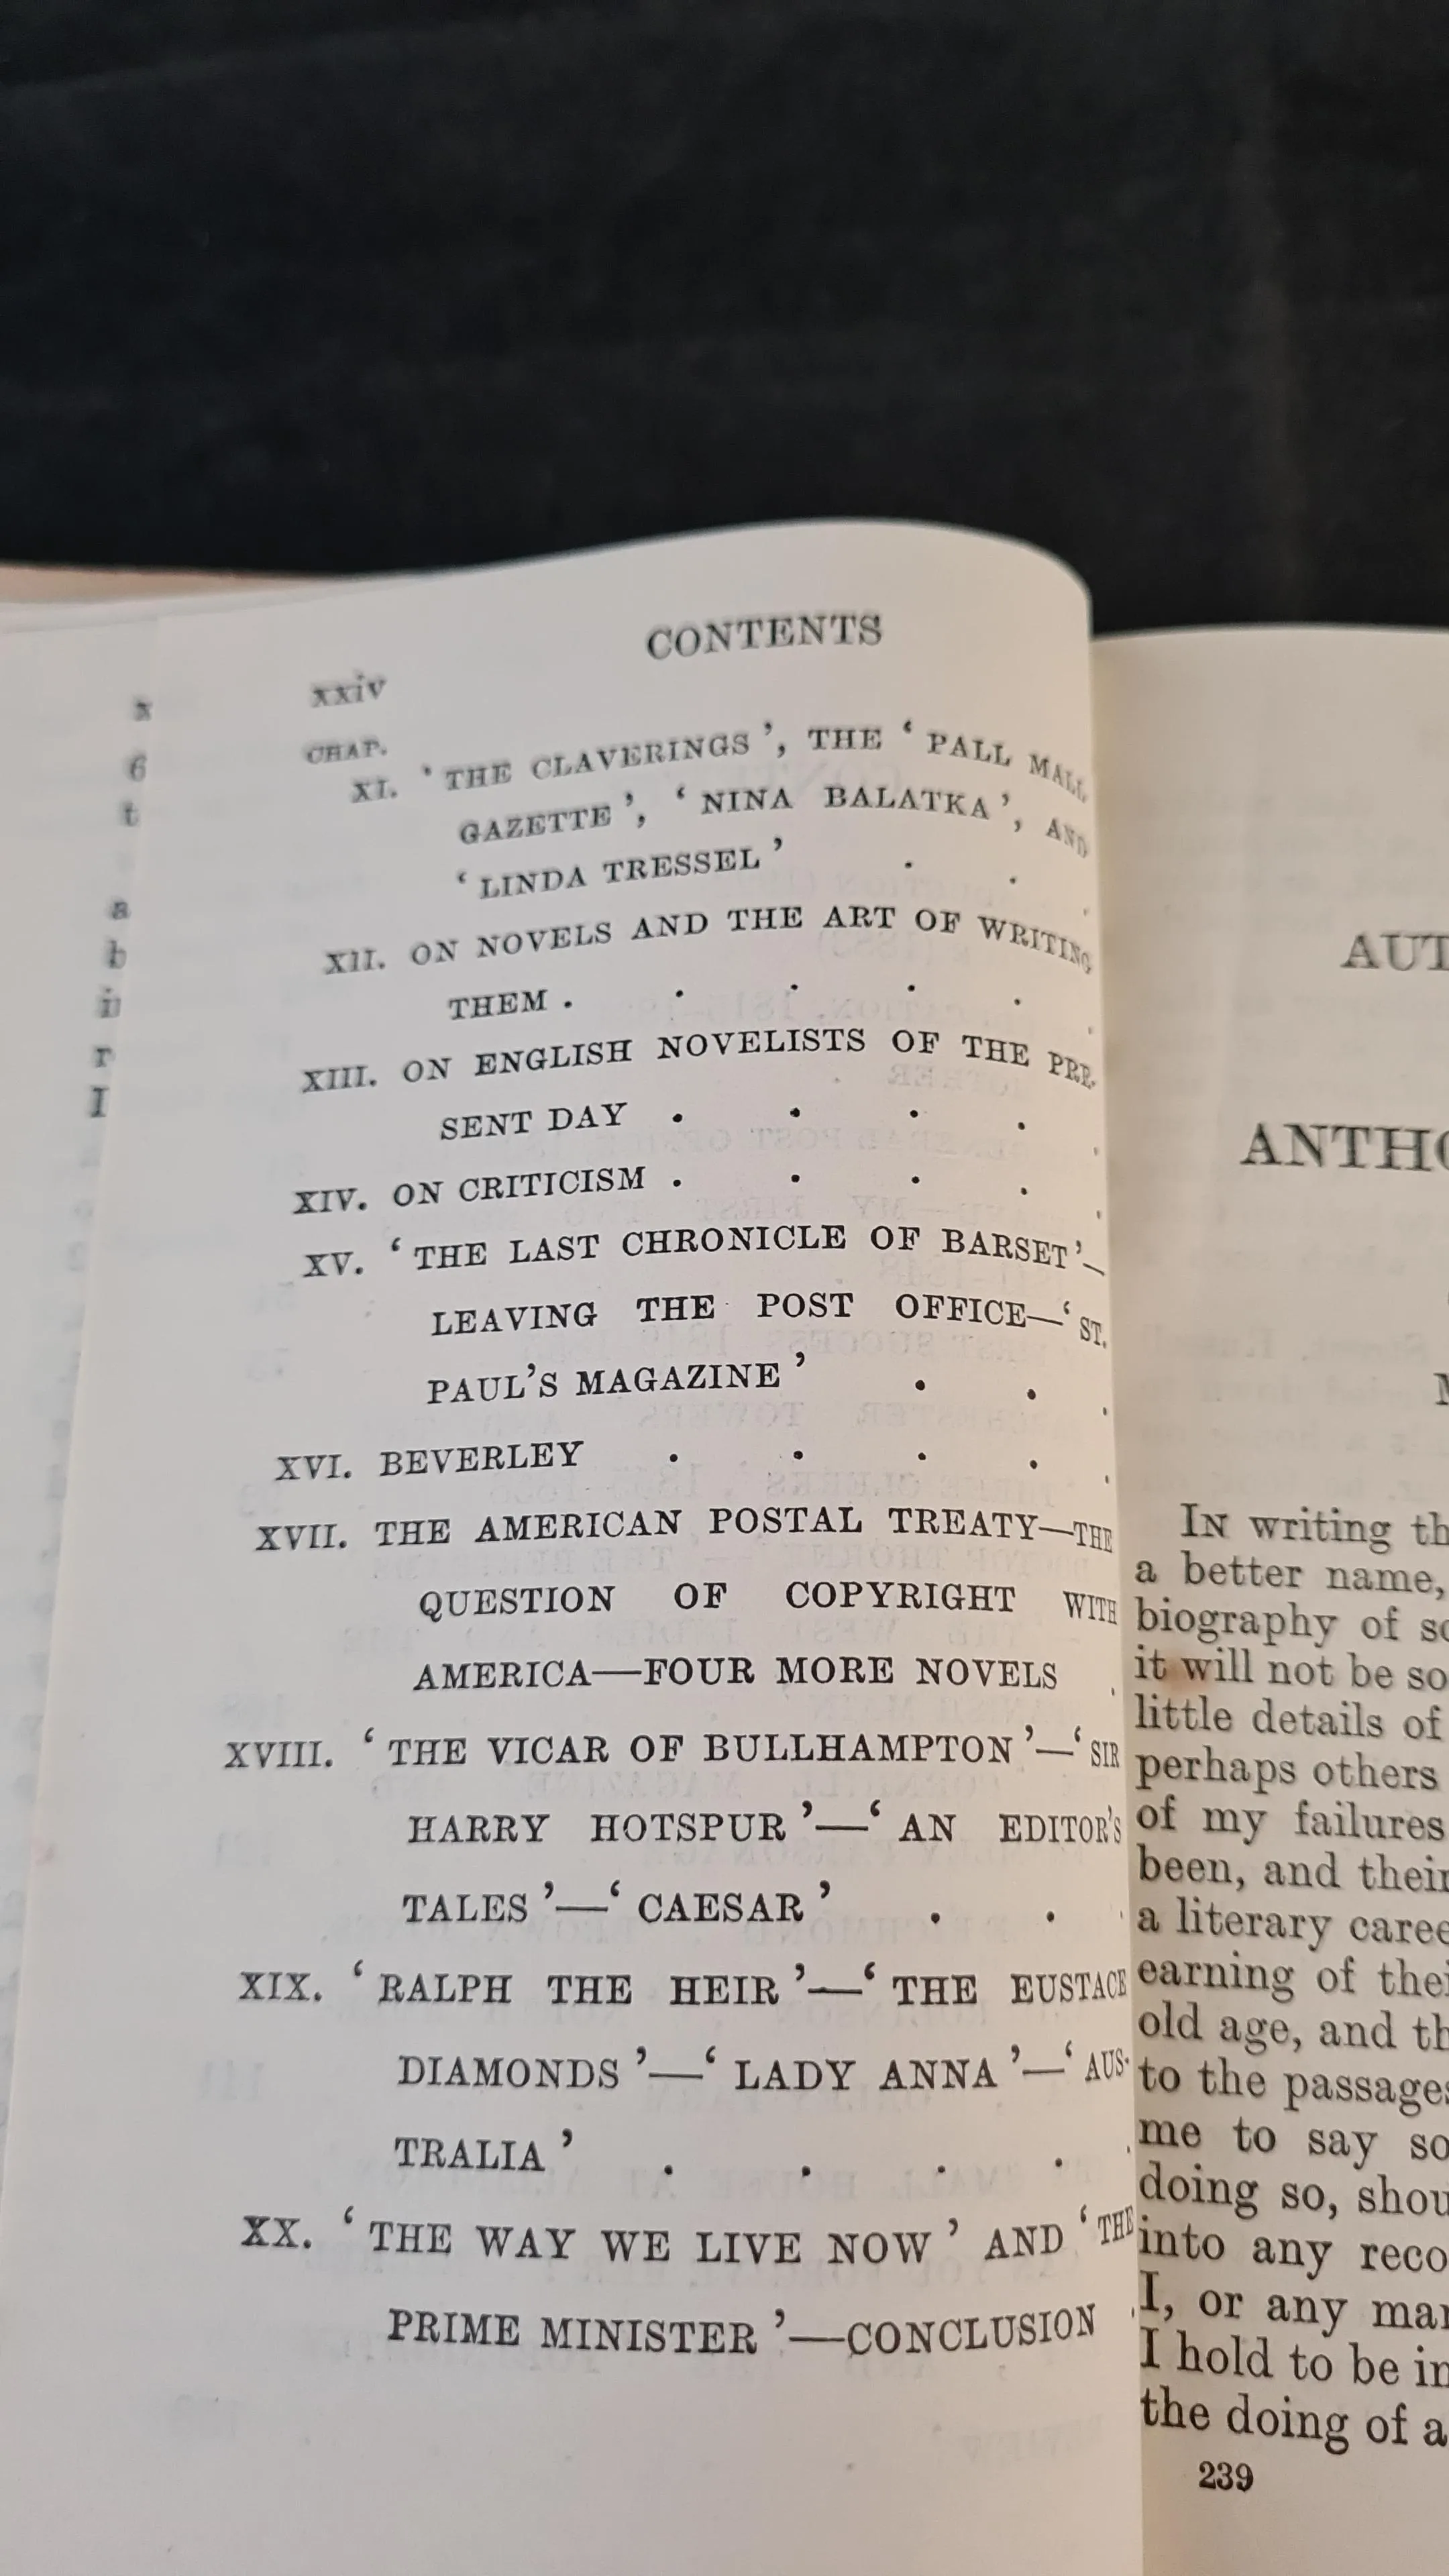 CONTENTS
xxiv
CHAP.
XI. ‘ THE CLAVERINGS ’, THE ‘ PALL MALL
GAZETTE ’, ‘ NINA BALATKA ’, AND
‘ LINDA TRESSEL ’ . . .
XII. ON NOVELS AND THE ART OF WRITING
THEM . . . . . .
XIII. ON ENGLISH NOVELISTS OF THE PRE-
SENT DAY . . . . .
XIV. ON CRITICISM . . . . .
XV. ‘ THE LAST CHRONICLE OF BARSET ’—
LEAVING THE POST OFFICE—‘ ST.
PAUL’S MAGAZINE ’ . . .
XVI. BEVERLEY . . . . .
XVII. THE AMERICAN POSTAL TREATY—THE
QUESTION OF COPYRIGHT WITH
AMERICA—FOUR MORE NOVELS .
XVIII. ‘ THE VICAR OF BULLHAMPTON ’—‘ SIR
HARRY HOTSPUR ’—‘ AN EDITOR’S
TALES ’—‘ CAESAR ’ . . .
XIX. ‘ RALPH THE HEIR ’—‘ THE EUSTACE
DIAMONDS ’—‘ LADY ANNA ’—‘ AUS-
TRALIA ’ . . . . .
XX. ‘ THE WAY WE LIVE NOW ’ AND ‘ THE
PRIME MINISTER ’—CONCLUSION .
AUT
ANTHO
IN writing th
a better name,
biography of so
it will not be so
little details of
perhaps others
of my failures
been, and their
a literary caree
earning of thei
old age, and th
to the passages
me to say so
doing so, shou
into any reco
I, or any man
I hold to be in
the doing of a
239